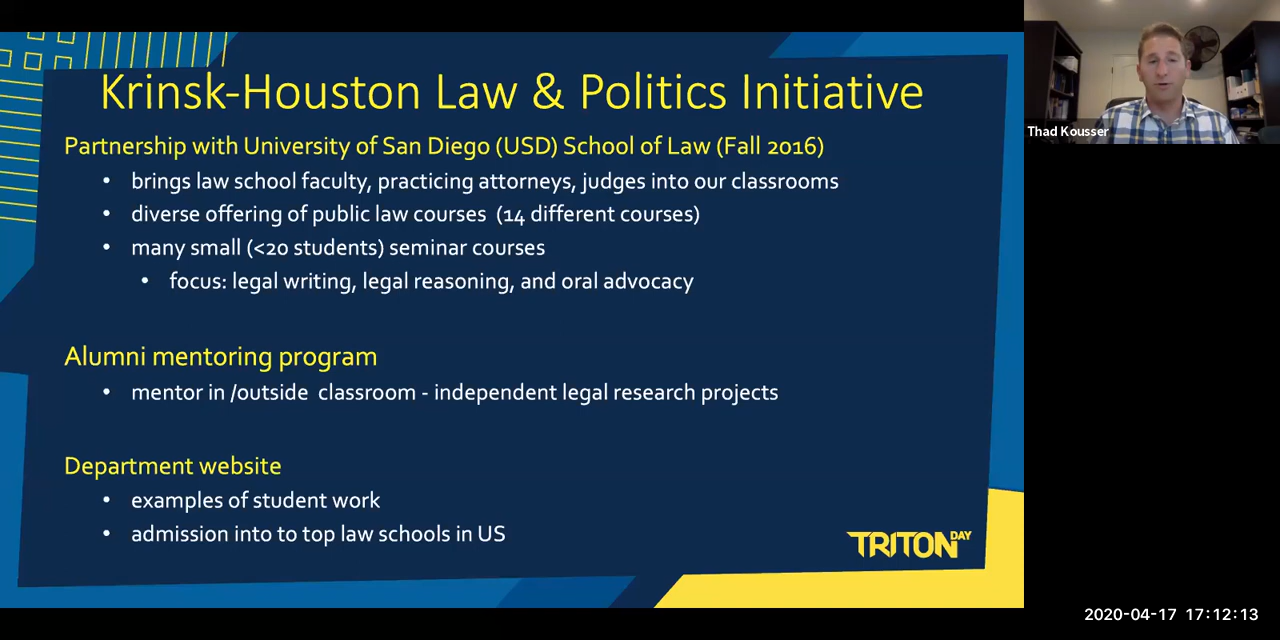 Krinsk-Houston Law & Politics Initiative
Partnership with University of San Diego (USD) School of Law (Fall 2016)
• brings law school faculty, practicing attorneys, judges into our classrooms
• diverse offering of public law courses (14 different courses)
• many small (<20 students) seminar courses
• focus: legal writing, legal reasoning, and oral advocacy
Alumni mentoring program
• mentor in /outside classroom - independent legal research projects
Department website
• examples of student work
• admission into to top law schools in US
TRITON DAY
Thad Kousser
2020-04-17 17:12:13